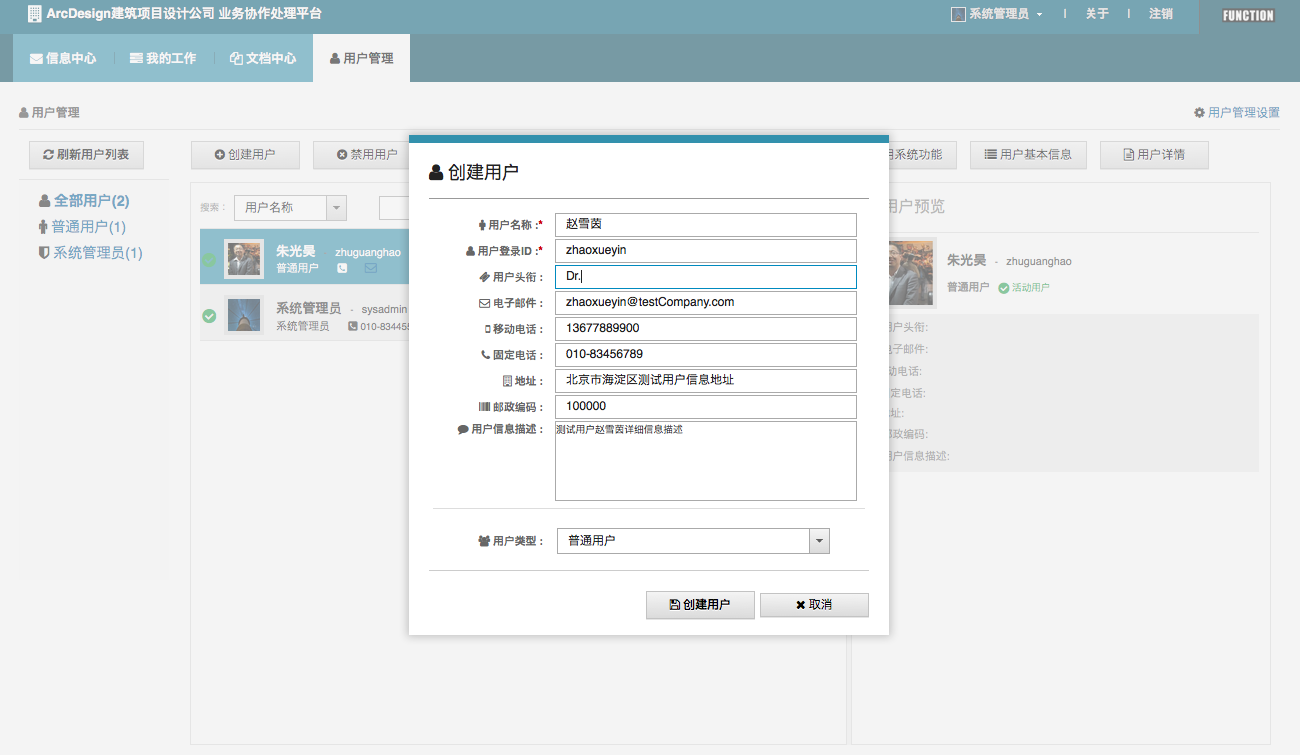 ArcDesign建筑项目设计公司 业务协作处理平台
系统管理员
关于
注销
FUNCTION
信息中心
我的工作
文档中心
用户管理
用户管理
用户管理设置
刷新用户列表
创建用户
禁用用户
用系统功能
用户基本信息
用户详情
全部用户(2)
普通用户(1)
系统管理员(1)
搜索：
用户名称
朱光昊 zhuguanghao
普通用户
系统管理员 - sysadmin
系统管理员 010-834455
创建用户
用户名称 :* 赵雪茵
用户登录ID :* zhaoxueyin
用户头衔 : Dr.
电子邮件 : zhaoxueyin@testCompany.com
移动电话 : 13677889900
固定电话 : 010-83456789
地址 : 北京市海淀区测试用户信息地址
邮政编码 : 100000
用户信息描述 : 测试用户赵雪茵详细信息描述
用户类型 : 普通用户
创建用户
取消
用户预览
朱光昊 - zhuguanghao
普通用户 活动用户
用户头衔:
电子邮件:
动电话:
定电话:
址:
邮政编码:
用户信息描述: